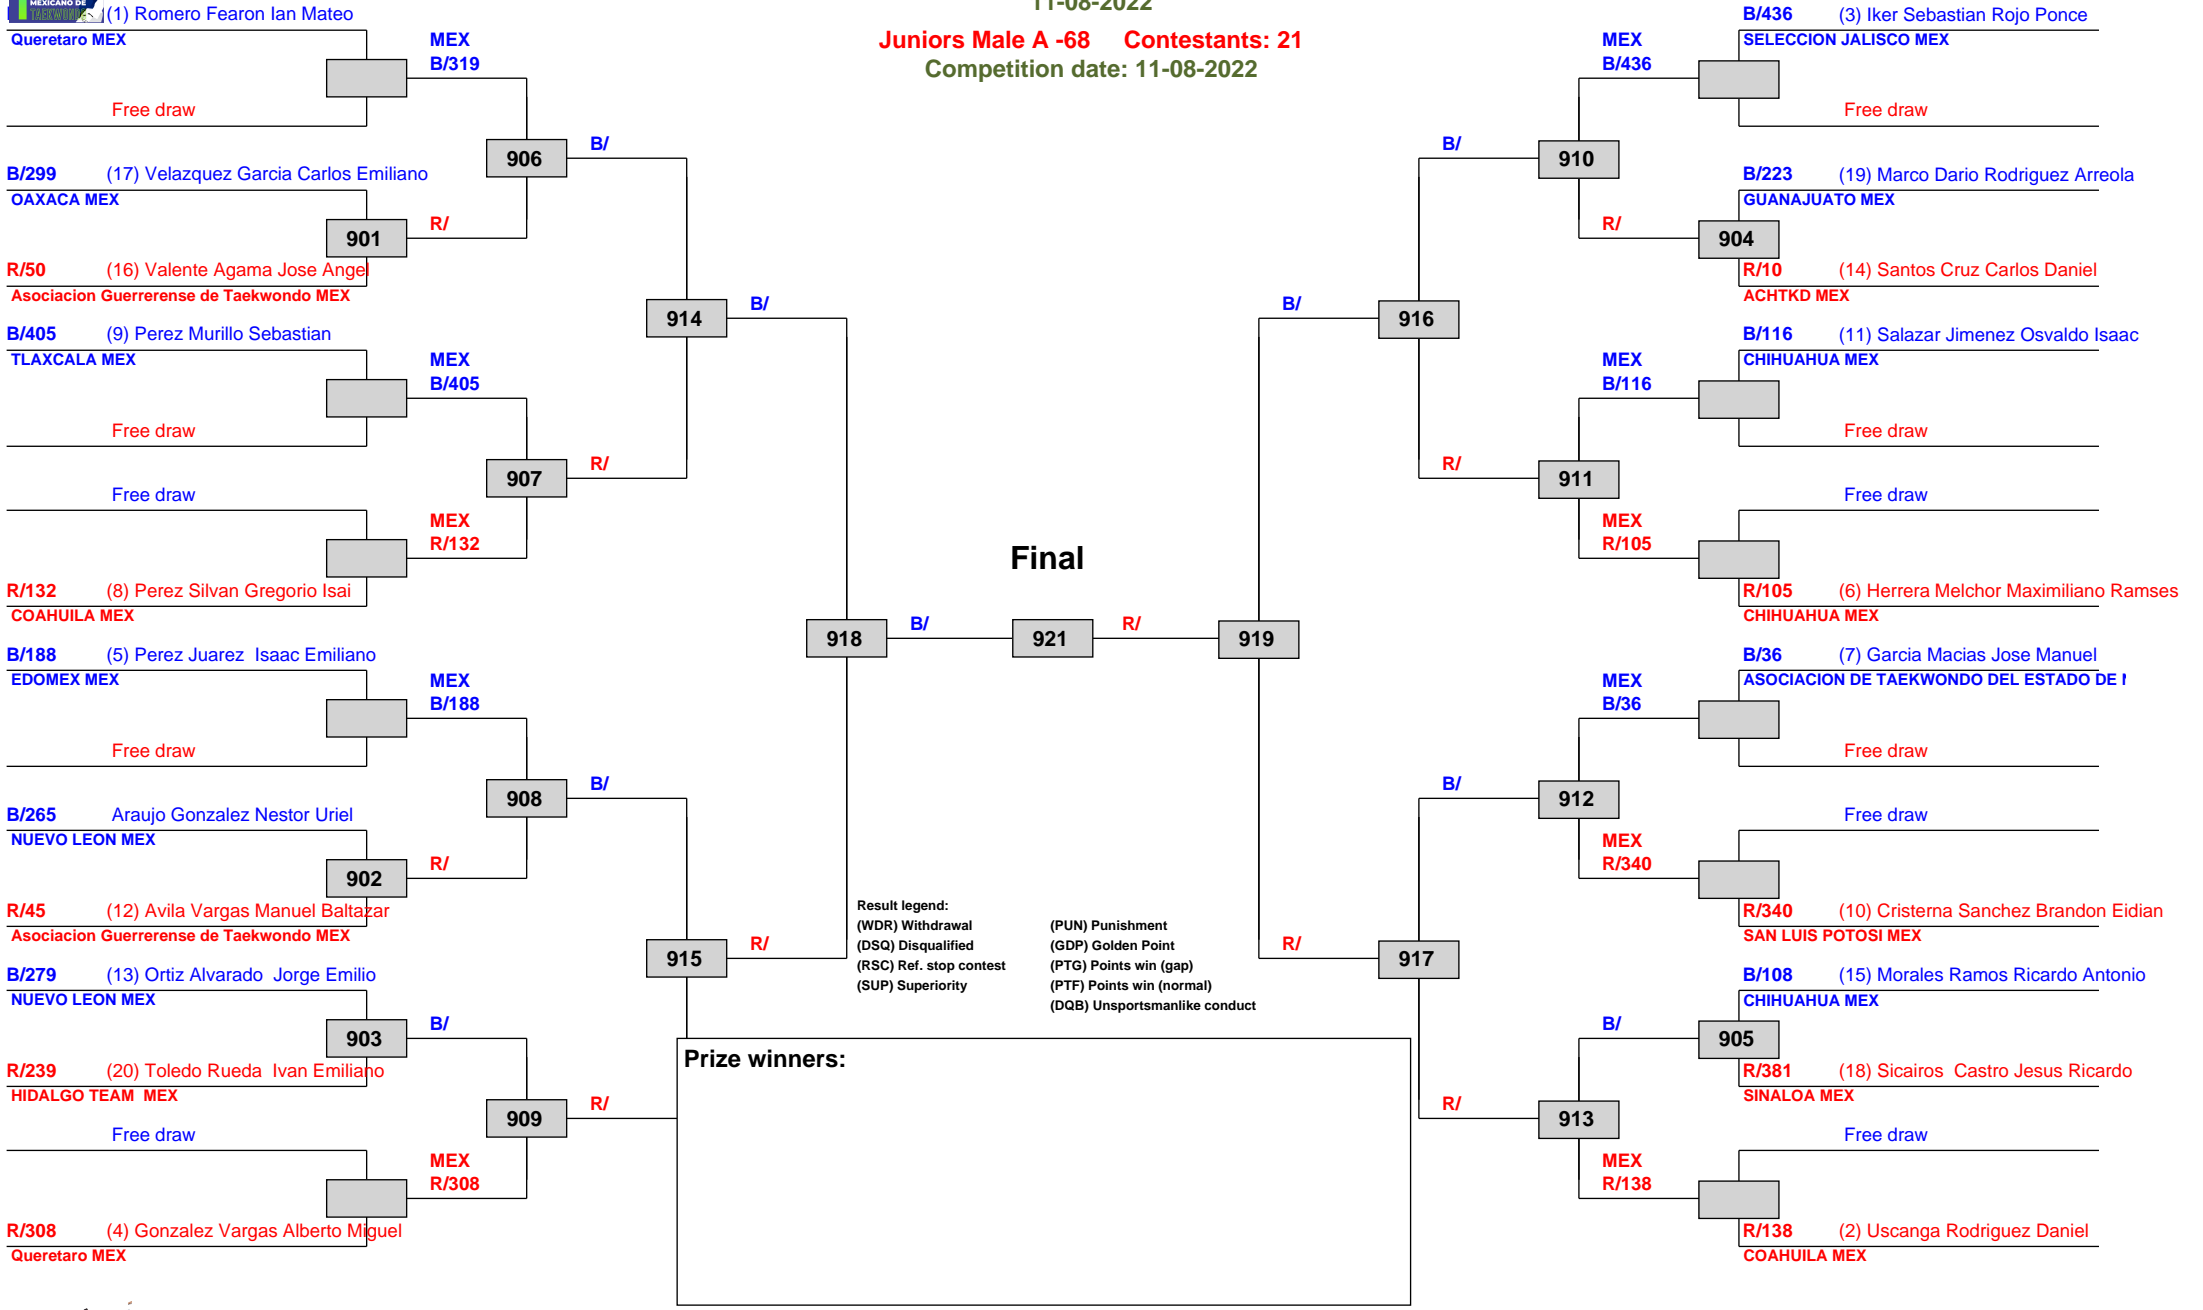 MEXICANO DE
TAEKWONDO
(1) Romero Fearon Ian Mateo
Queretaro MEX
MEX
B/319
Free draw
906
B/
B/299 (17) Velazquez Garcia Carlos Emiliano
OAXACA MEX
901
R/
R/50 (16) Valente Agama Jose Angel
Asociacion Guerrerense de Taekwondo MEX
914
B/
B/405 (9) Perez Murillo Sebastian
TLAXCALA MEX
MEX
B/405
Free draw
907
R/
Free draw
MEX
R/132
R/132 (8) Perez Silvan Gregorio Isai
COAHUILA MEX
918
B/
B/188 (5) Perez Juarez Isaac Emiliano
EDOMEX MEX
MEX
B/188
Free draw
908
B/
B/265 Araujo Gonzalez Nestor Uriel
NUEVO LEON MEX
902
R/
R/45 (12) Avila Vargas Manuel Baltazar
Asociacion Guerrerense de Taekwondo MEX
915
R/
B/279 (13) Ortiz Alvarado Jorge Emilio
NUEVO LEON MEX
903
B/
R/239 (20) Toledo Rueda Ivan Emiliano
HIDALGO TEAM MEX
909
R/
Free draw
MEX
R/308
R/308 (4) Gonzalez Vargas Alberto Miguel
Queretaro MEX
11-08-2022
Juniors Male A -68 Contestants: 21
Competition date: 11-08-2022
Final
921
R/
919
Result legend:
(WDR) Withdrawal (PUN) Punishment
(DSQ) Disqualified (GDP) Golden Point
(RSC) Ref. stop contest (PTG) Points win (gap)
(SUP) Superiority (PTF) Points win (normal)
(DQB) Unsportsmanlike conduct
Prize winners:
B/436 (3) Iker Sebastian Rojo Ponce
SELECCION JALISCO MEX
MEX
B/436
Free draw
B/
910
B/223 (19) Marco Dario Rodriguez Arreola
GUANAJUATO MEX
R/
904
R/10 (14) Santos Cruz Carlos Daniel
ACHTKD MEX
B/
916
B/116 (11) Salazar Jimenez Osvaldo Isaac
CHIHUAHUA MEX
MEX
B/116
Free draw
R/
911
Free draw
MEX
R/105
R/105 (6) Herrera Melchor Maximiliano Ramses
CHIHUAHUA MEX
B/36 (7) Garcia Macias Jose Manuel
ASOCIACION DE TAEKWONDO DEL ESTADO DE
MEX
B/36
Free draw
B/
912
Free draw
MEX
R/340
R/340 (10) Cristerna Sanchez Brandon Eidian
SAN LUIS POTOSI MEX
R/
917
B/108 (15) Morales Ramos Ricardo Antonio
CHIHUAHUA MEX
B/
905
R/381 (18) Sicairos Castro Jesus Ricardo
SINALOA MEX
R/
913
Free draw
MEX
R/138
R/138 (2) Uscanga Rodriguez Daniel
COAHUILA MEX